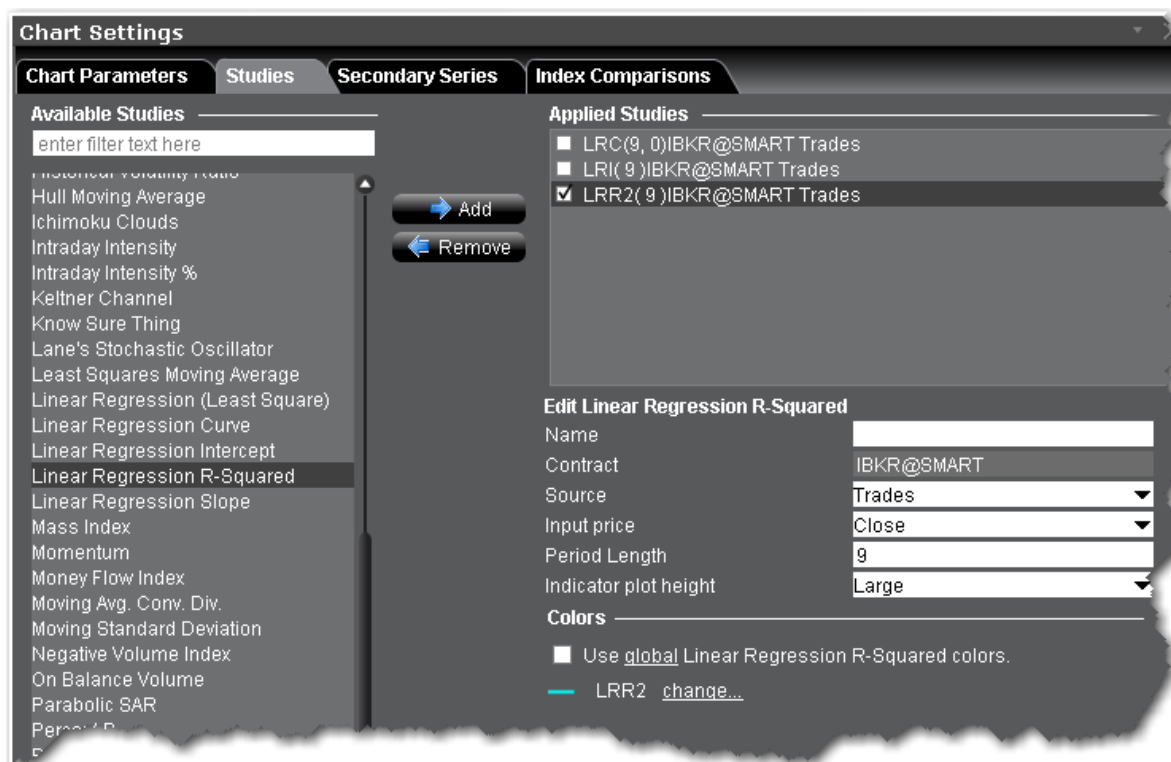 Chart Settings
Chart Parameters Studies Secondary Series Index Comparisons
Available Studies
enter filter text here
Historical Volatility Ratio
Hull Moving Average
Ichimoku Clouds
Intraday Intensity
Intraday Intensity %
Keltner Channel
Know Sure Thing
Lane's Stochastic Oscillator
Least Squares Moving Average
Linear Regression (Least Square)
Linear Regression Curve
Linear Regression Intercept
Linear Regression R-Squared
Linear Regression Slope
Mass Index
Momentum
Money Flow Index
Moving Avg. Conv. Div.
Moving Standard Deviation
Negative Volume Index
On Balance Volume
Parabolic SAR
Add
Remove
Applied Studies
LRC(9, 0)IBKR@SMART Trades
LRI( 9 )IBKR@SMART Trades
LRR2( 9 )IBKR@SMART Trades
Edit Linear Regression R-Squared
Name
Contract IBKR@SMART
Source Trades
Input price Close
Period Length 9
Indicator plot height Large
Colors
Use global Linear Regression R-Squared colors.
LRR2 change...